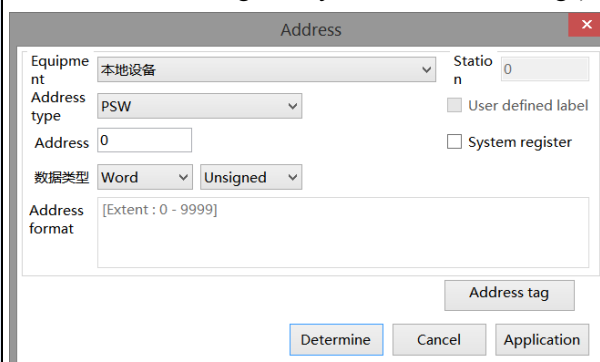 Address
Equipme
nt
本地设备
Statio
n
0
Address
type
PSW
User defined label
Address
0
System register
数据类型
Word
Unsigned
Address
format
[Extent : 0 - 9999]
Address tag
Determine
Cancel
Application